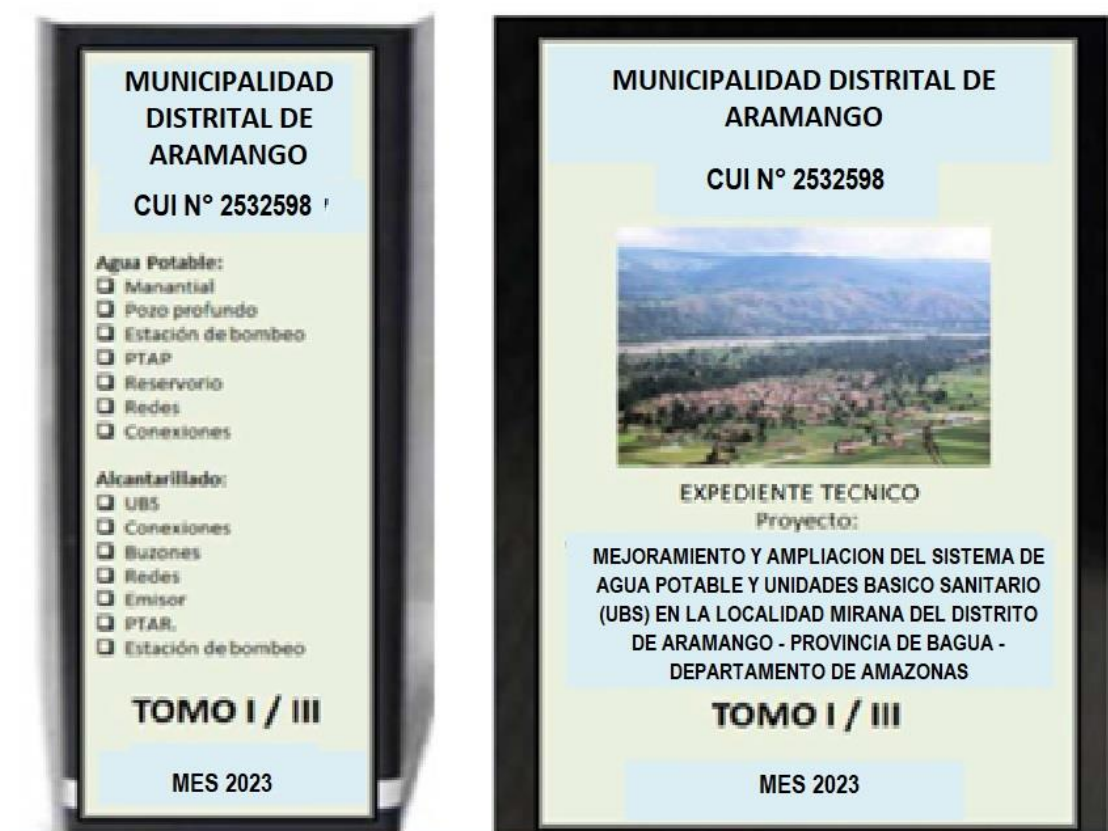 MUNICIPALIDAD
DISTRITAL DE
ARAMANGO
CUI N° 2532598
Agua Potable:
❑ Manantial
❑ Pozo profundo
❑ Estación de bombeo
❑ PTAP
❑ Reservorio
❑ Redes
❑ Conexiones
Alcantarillado:
❑ UBS
❑ Conexiones
❑ Buzones
❑ Redes
❑ Emisor
❑ PTAR.
❑ Estación de bombeo
TOMO I / III
MES 2023
MUNICIPALIDAD DISTRITAL DE
ARAMANGO
CUI N° 2532598
EXPEDIENTE TECNICO
Proyecto:
MEJORAMIENTO Y AMPLIACION DEL SISTEMA DE
AGUA POTABLE Y UNIDADES BASICO SANITARIO
(UBS) EN LA LOCALIDAD MIRANA DEL DISTRITO
DE ARAMANGO - PROVINCIA DE BAGUA -
DEPARTAMENTO DE AMAZONAS
TOMO I / III
MES 2023